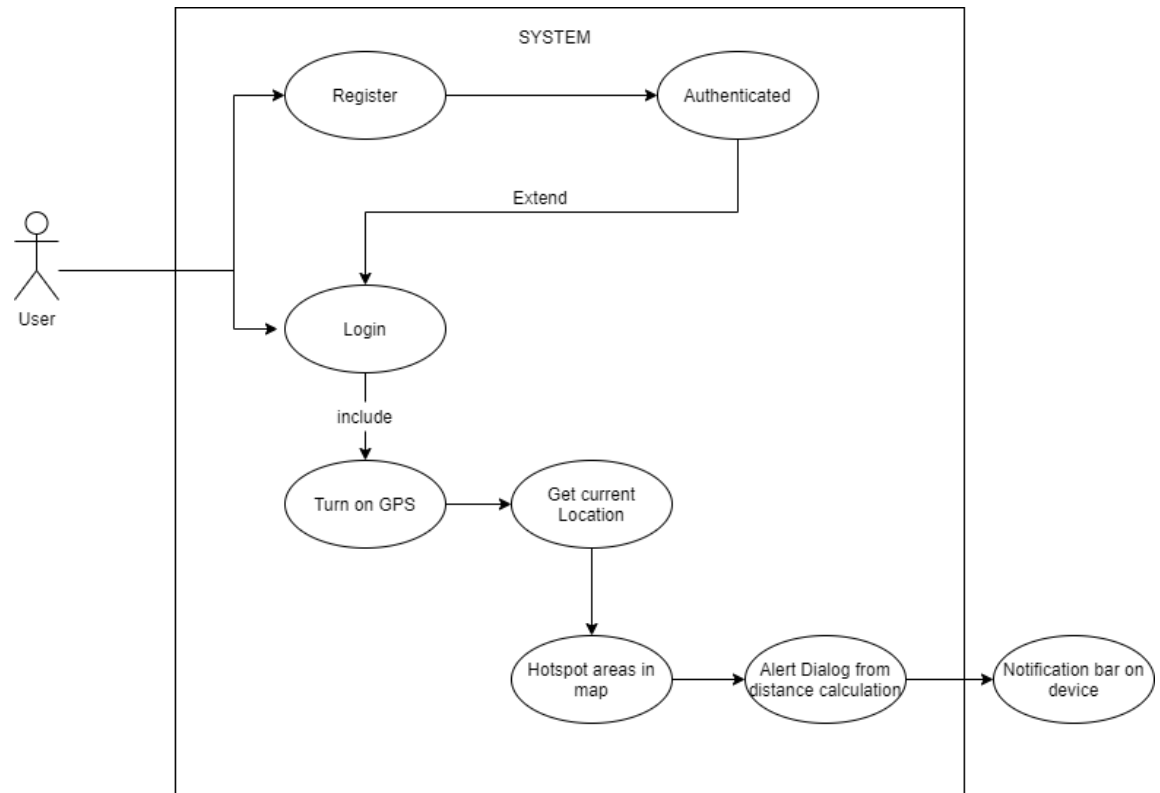 SYSTEM
Register
Authenticated
Extend
User
Login
include
Turn on GPS
Get current
Location
Hotspot areas in
map
Alert Dialog from
distance calculation
Notification bar on
device